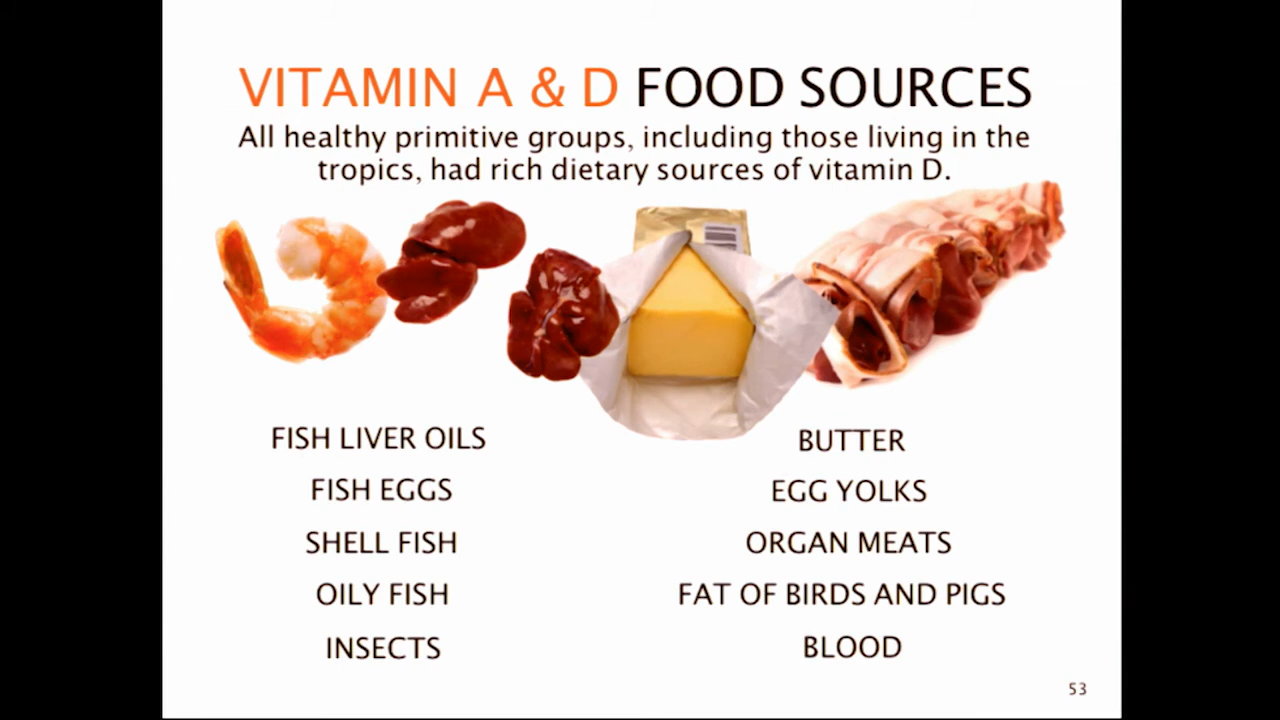 VITAMIN A & D FOOD SOURCES
All healthy primitive groups, including those living in the
tropics, had rich dietary sources of vitamin D.
FISH LIVER OILS
FISH EGGS
SHELL FISH
OILY FISH
INSECTS
BUTTER
EGG YOLKS
ORGAN MEATS
FAT OF BIRDS AND PIGS
BLOOD
53